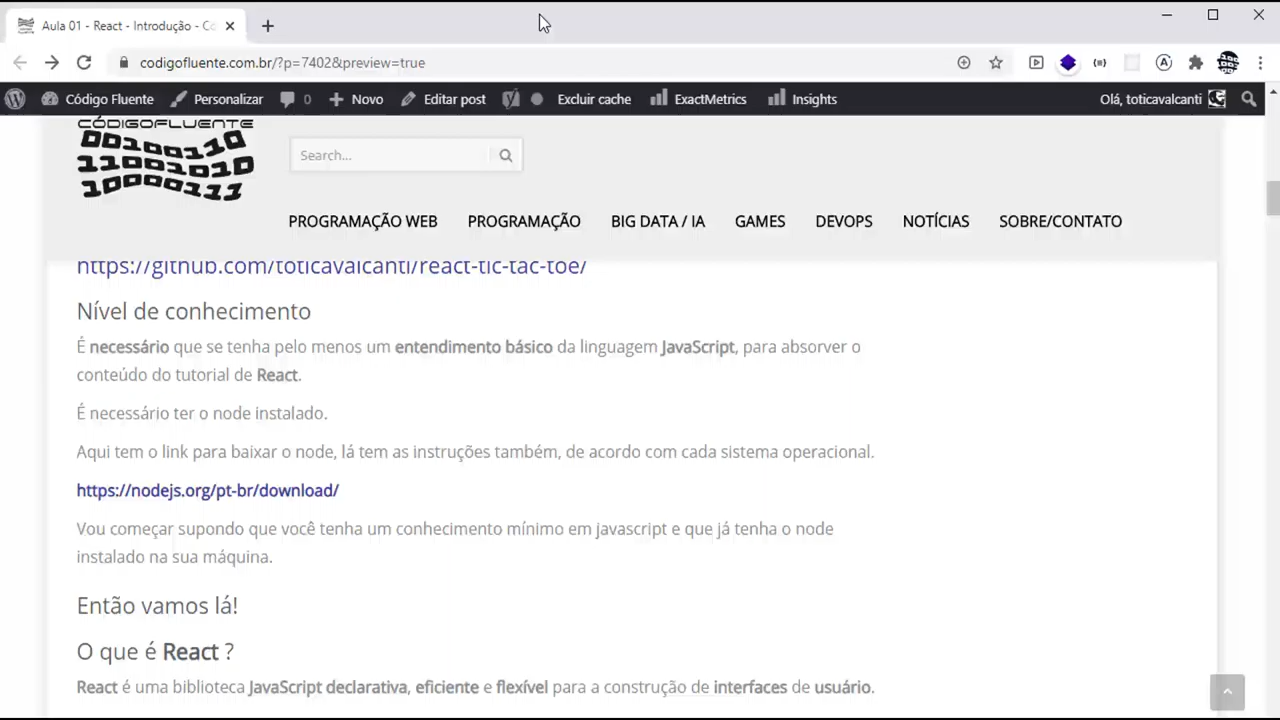 Aula 01 - React - Introdução - Co
codigofluente.com.br/?p=7402&preview=true
Código Fluente Personalizar 0 Novo Editar post Excluir cache ExactMetrics Insights Olá, toticavalcanti
CÓDIGOFLUENTE
00100110
11001010
10000111
Search...
PROGRAMAÇÃO WEB PROGRAMAÇÃO BIG DATA / IA GAMES DEVOPS NOTÍCIAS SOBRE/CONTATO
https://github.com/toticavalcanti/react-tic-tac-toe/
Nível de conhecimento
É necessário que se tenha pelo menos um entendimento básico da linguagem JavaScript, para absorver o
conteúdo do tutorial de React.
É necessário ter o node instalado.
Aqui tem o link para baixar o node, lá tem as instruções também, de acordo com cada sistema operacional.
https://nodejs.org/pt-br/download/
Vou começar supondo que você tenha um conhecimento mínimo em javascript e que já tenha o node
instalado na sua máquina.
Então vamos lá!
O que é React ?
React é uma biblioteca JavaScript declarativa, eficiente e flexível para a construção de interfaces de usuário.